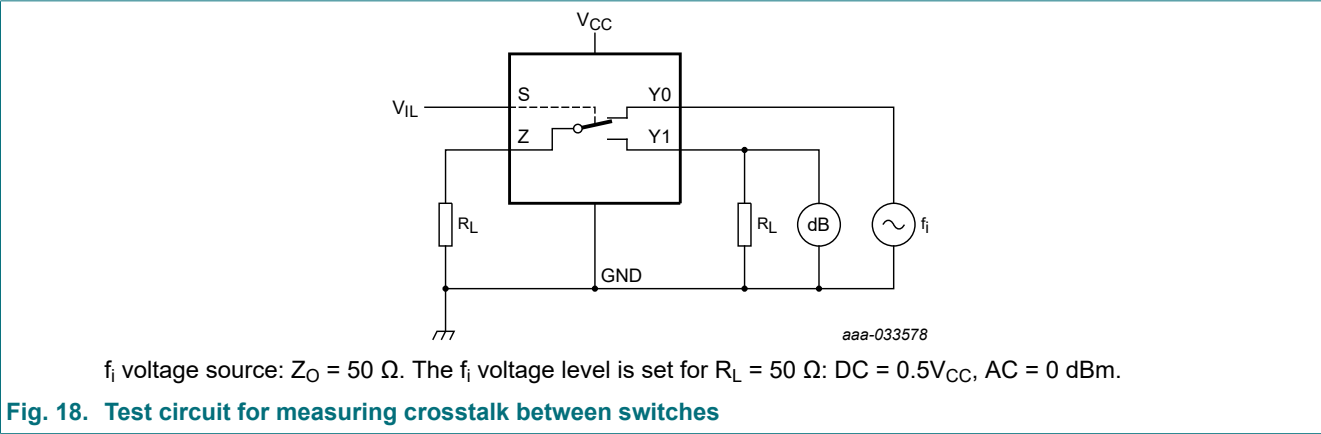 VCC
S
Y0
VIL
Z
Y1
RL
RL
dB
fi
GND
aaa-033578
fi voltage source: ZO = 50 Ω. The fi voltage level is set for RL = 50 Ω: DC = 0.5VCC, AC = 0 dBm.
Fig. 18. Test circuit for measuring crosstalk between switches